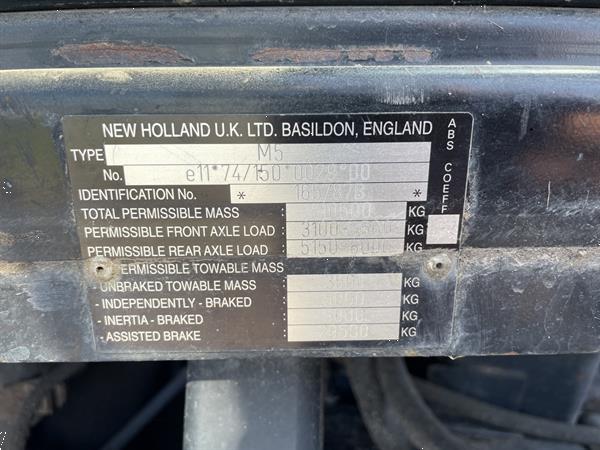 NEW HOLLAND U.K. LTD. BASILDON, ENGLAND
ABS COEFF
TYPE M5
No.
IDENTIFICATION No. * *
TOTAL PERMISSIBLE MASS : KG
PERMISSIBLE FRONT AXLE LOAD : KG
PERMISSIBLE REAR AXLE LOAD : KG
PERMISSIBLE TOWABLE MASS
- UNBRAKED TOWABLE MASS : KG
- INDEPENDENTLY - BRAKED : KG
- INERTIA - BRAKED : KG
- ASSISTED BRAKE : KG